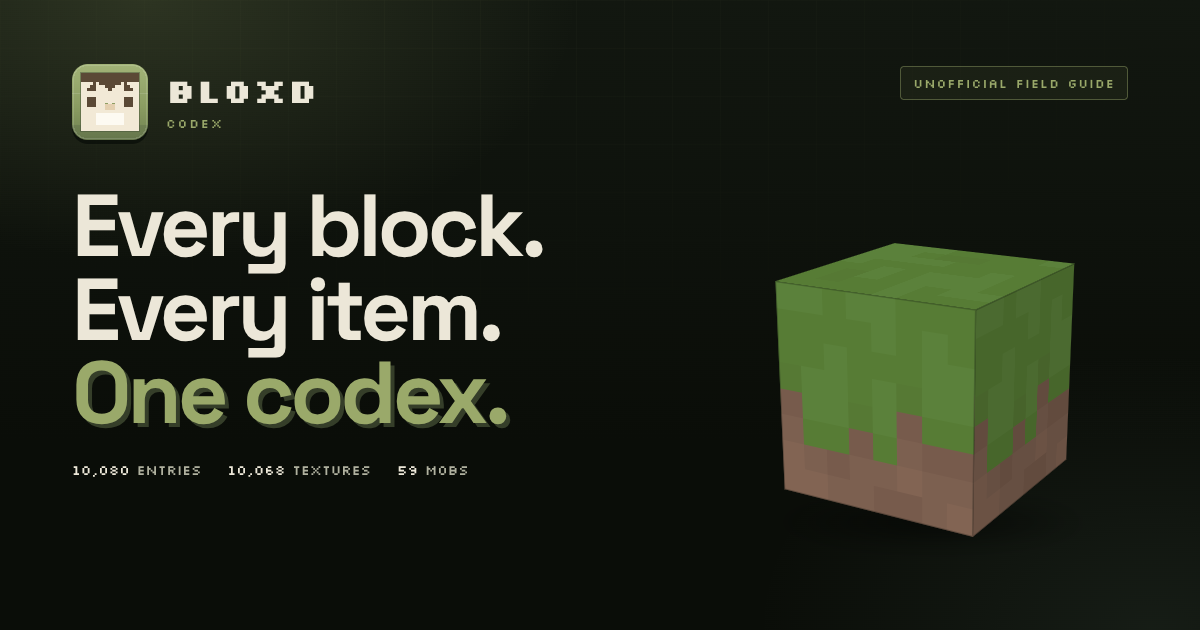 BLOXD
CODEX
UNOFFICIAL FIELD GUIDE
Every block.
Every item.
One codex.
10,080 ENTRIES 10,068 TEXTURES 59 MOBS